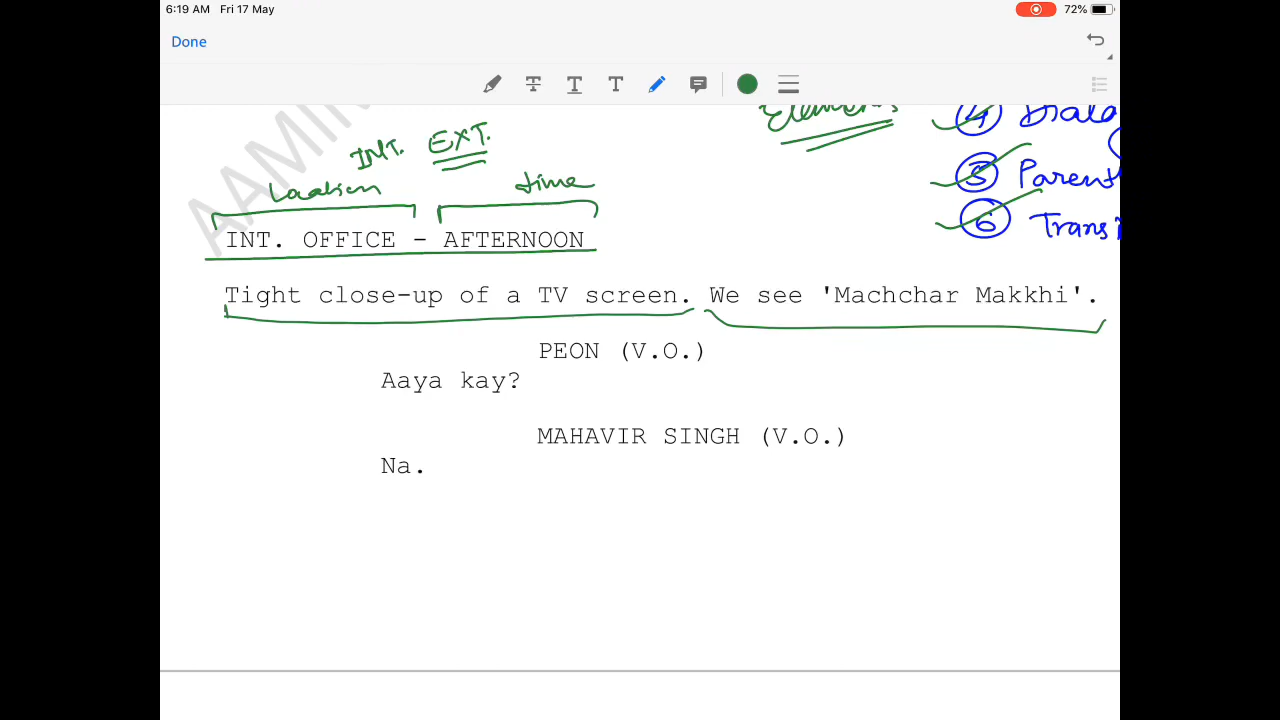 6:19 AM Fri 17 May 72%
Done
T T T
AAMI
Elements
④ Dialo
INT. EXT.
⑤ Parent
Location time
⑥ Trans
INT. OFFICE - AFTERNOON
Tight close-up of a TV screen. We see 'Machchar Makkhi'.
PEON (V.O.)
Aaya kay?
MAHAVIR SINGH (V.O.)
Na.